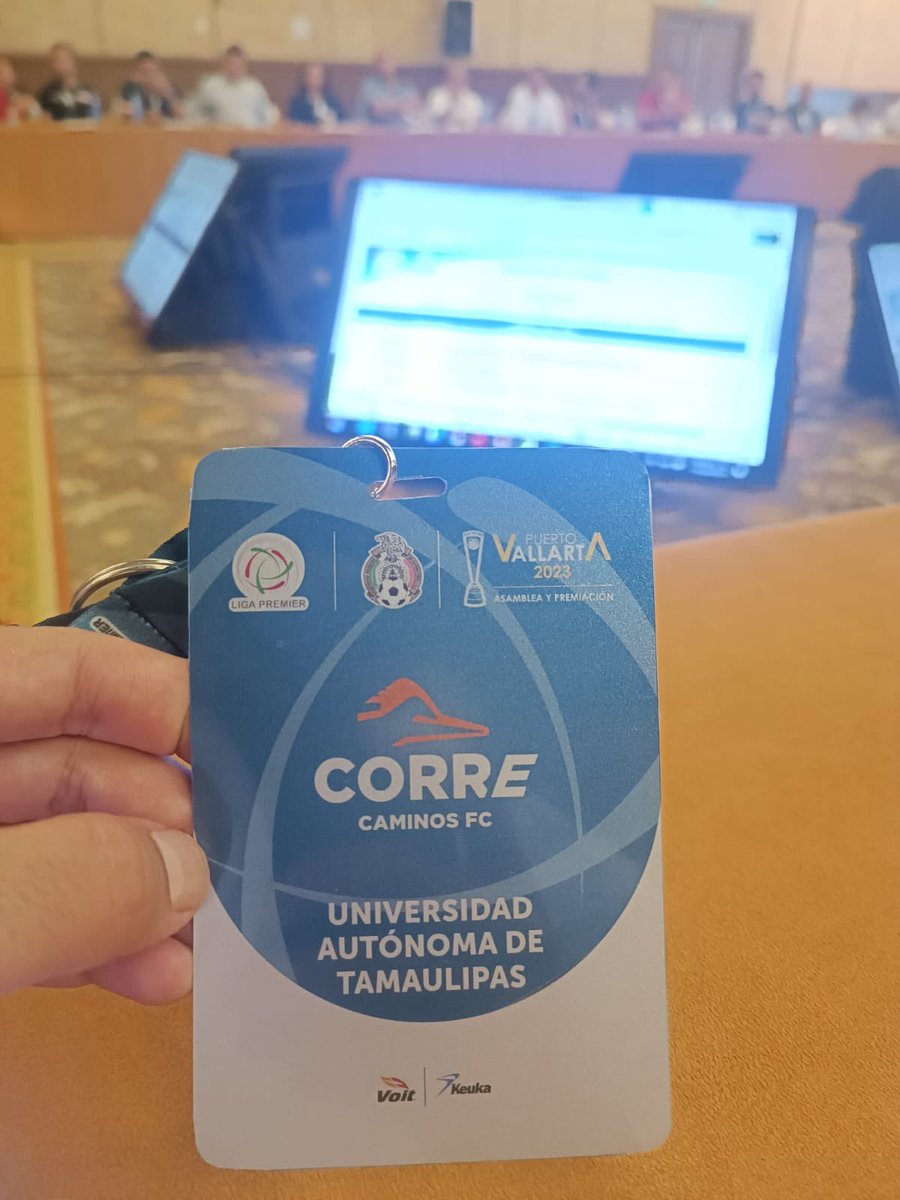 LIGA PREMIER
PUERTO
VALLARTA
2023
ASAMBLEA Y PREMIACIÓN
CORRE
CAMINOS FC
UNIVERSIDAD
AUTÓNOMA DE
TAMAULIPAS
Voit
Keuka